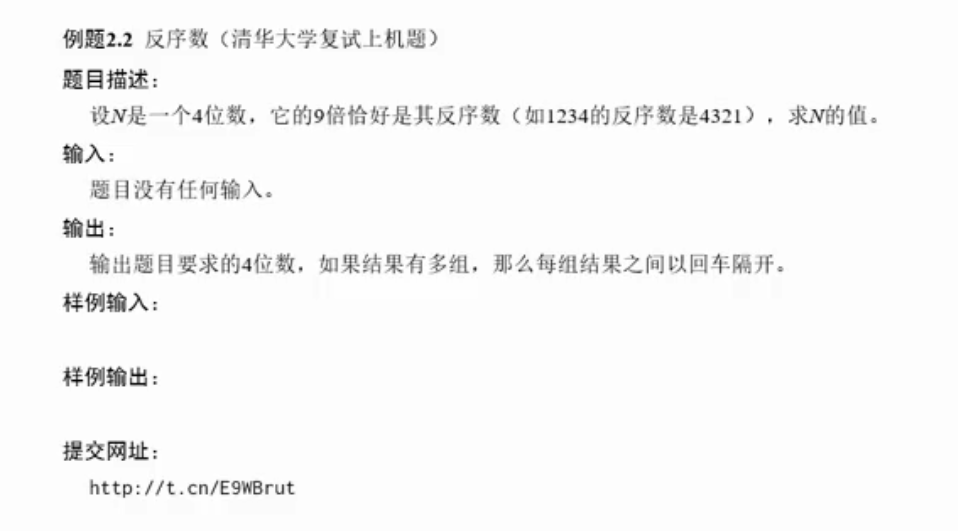 例题2.2 反序数（清华大学复试上机题）
题目描述：
设N是一个4位数，它的9倍恰好是其反序数（如1234的反序数是4321），求N的值。
输入：
题目没有任何输入。
输出：
输出题目要求的4位数，如果结果有多组，那么每组结果之间以回车隔开。
样例输入：
样例输出：
提交网址：
http://t.cn/E9WBrut